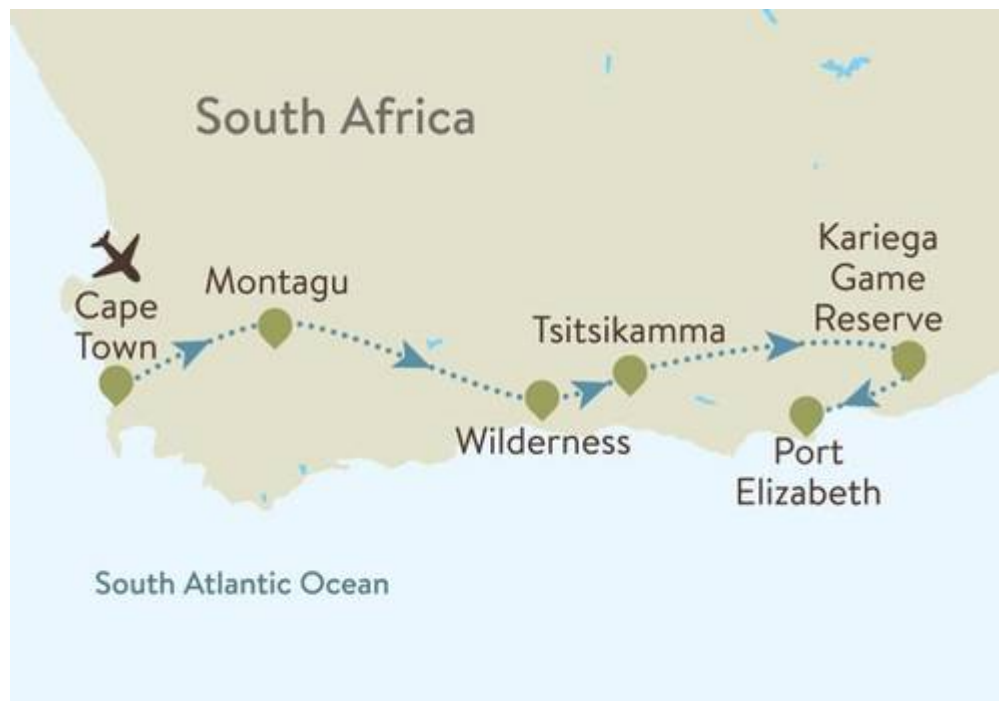 South Africa
Cape
Town
Montagu
Wilderness
Tsitsikamma
Kariega
Game
Reserve
Port
Elizabeth
South Atlantic Ocean